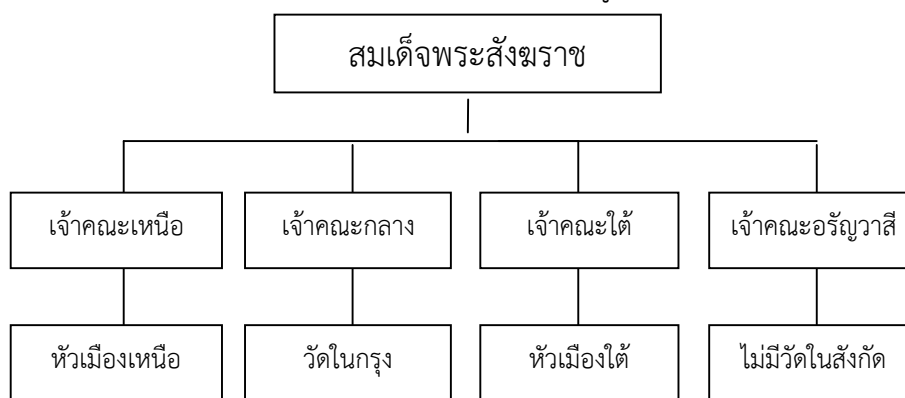 สมเด็จพระสังฆราช
เจ้าคณะเหนือ เจ้าคณะกลาง เจ้าคณะใต้ เจ้าคณะอรัญวาสี
หัวเมืองเหนือ วัดในกรุง หัวเมืองใต้ ไม่มีวัดในสังกัด